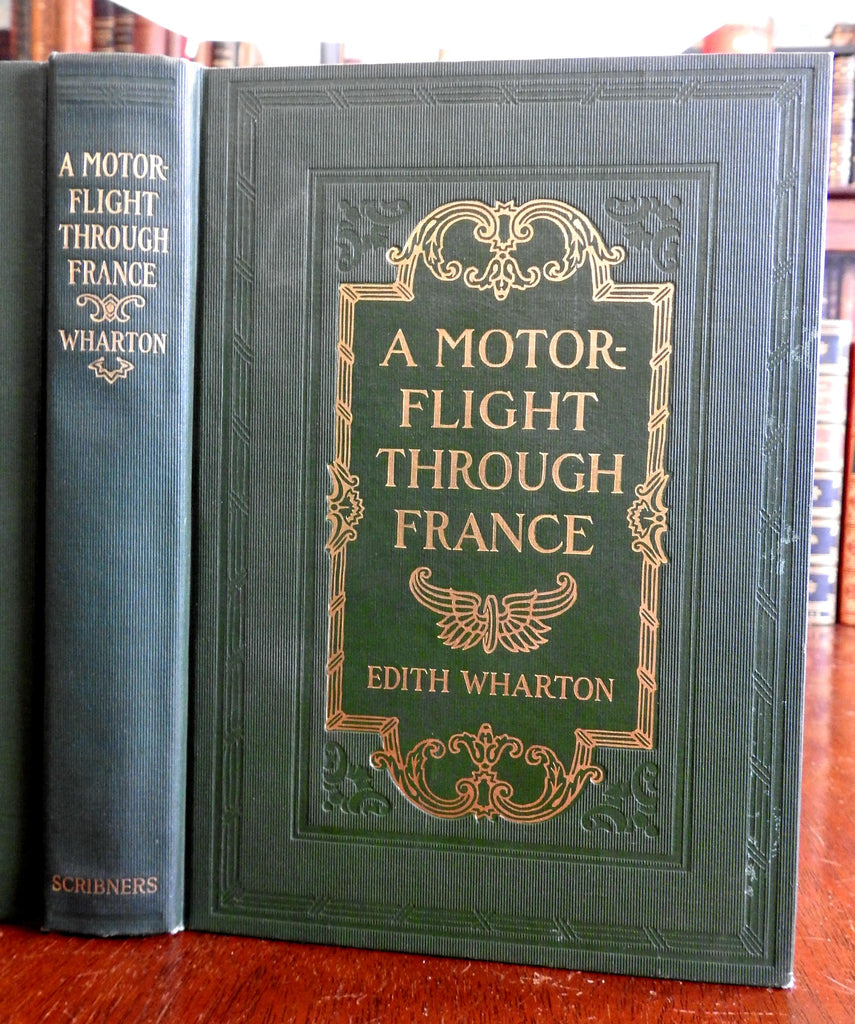 A MOTOR-
FLIGHT
THROUGH
FRANCE
WHARTON
SCRIBNERS
A MOTOR-
FLIGHT
THROUGH
FRANCE
EDITH WHARTON